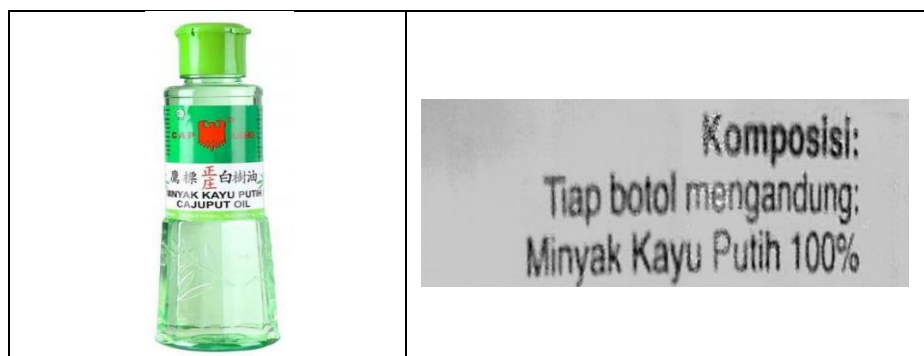 CAP LANG
鷹標 正庄 白樹油
MINYAK KAYU PUTIH
CAJUPUT OIL
Komposisi:
Tiap botol mengandung:
Minyak Kayu Putih 100%